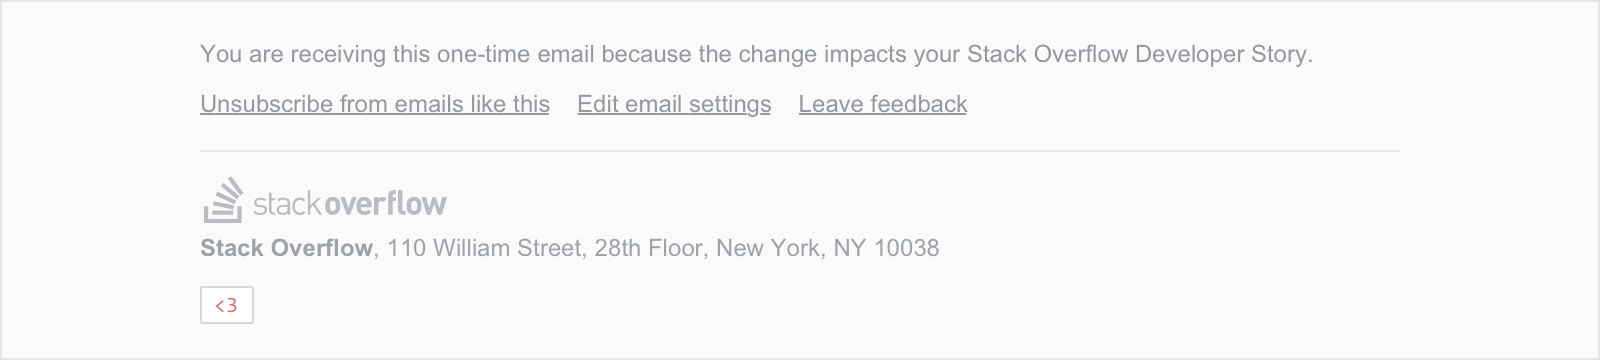 You are receiving this one-time email because the change impacts your Stack Overflow Developer Story.
Unsubscribe from emails like this Edit email settings Leave feedback
stackoverflow
Stack Overflow, 110 William Street, 28th Floor, New York, NY 10038
<3